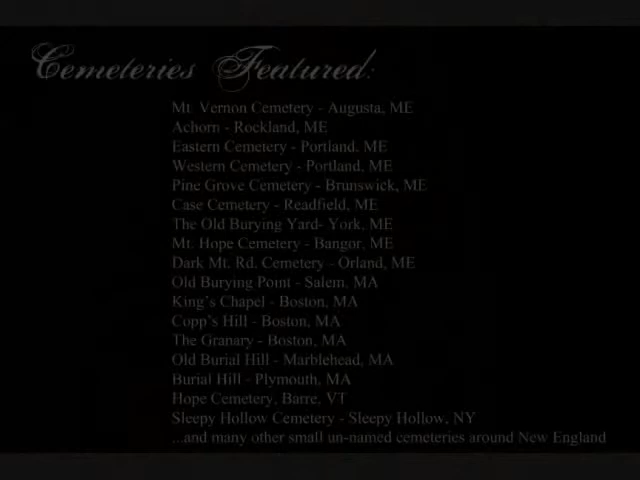 Cemeteries Featured:
Mt. Vernon Cemetery - Augusta, ME
Achorn - Rockland, ME
Eastern Cemetery - Portland, ME
Western Cemetery - Portland, ME
Pine Grove Cemetery - Brunswick, ME
Case Cemetery - Readfield, ME
The Old Burying Yard- York, ME
Mt. Hope Cemetery - Bangor, ME
Dark Mt. Rd. Cemetery - Orland, ME
Old Burying Point - Salem, MA
King's Chapel - Boston, MA
Copp's Hill - Boston, MA
The Granary - Boston, MA
Old Burial Hill - Marblehead, MA
Burial Hill - Plymouth, MA
Hope Cemetery, Barre, VT
Sleepy Hollow Cemetery - Sleepy Hollow, NY
...and many other small un-named cemeteries around New England